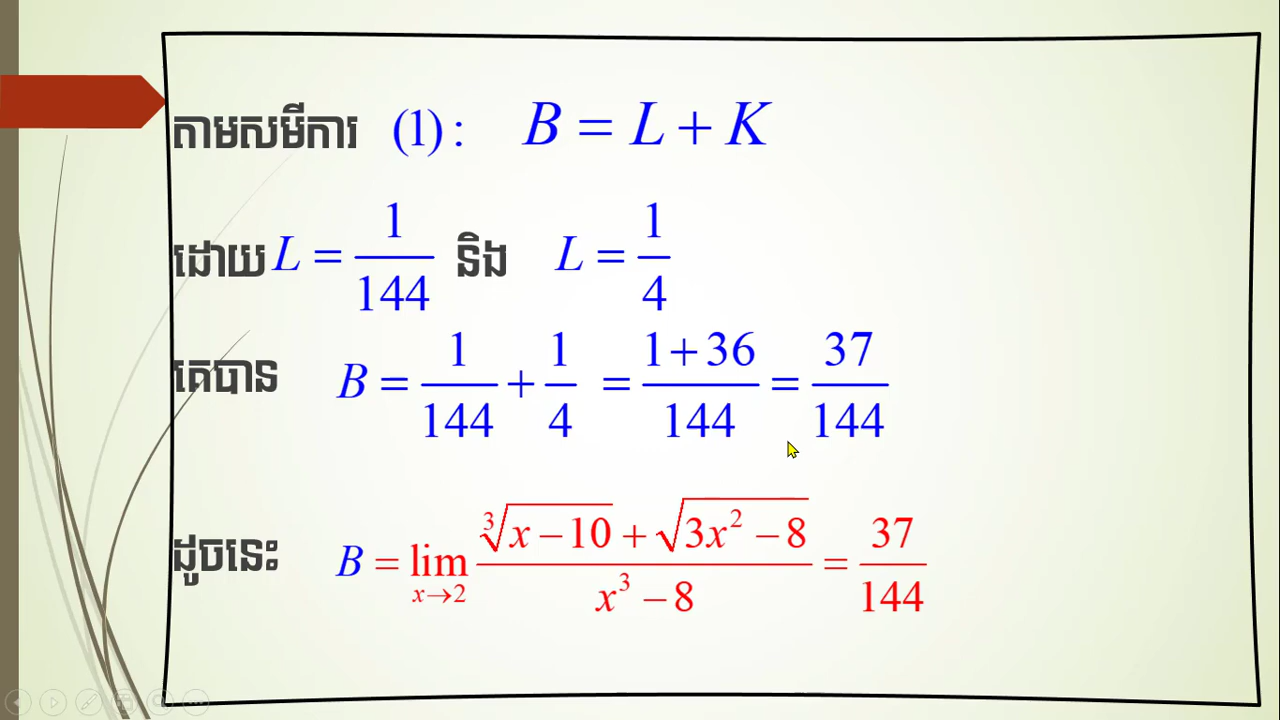 តាមសមីការ (1) : B = L + K
ដោយ L = 1/144 និង L = 1/4
គេបាន B = 1/144 + 1/4 = (1+36)/144 = 37/144
ដូចនេះ B = lim x→2 (∛(x−10) + √(3x² −8))/(x³ −8) = 37/144